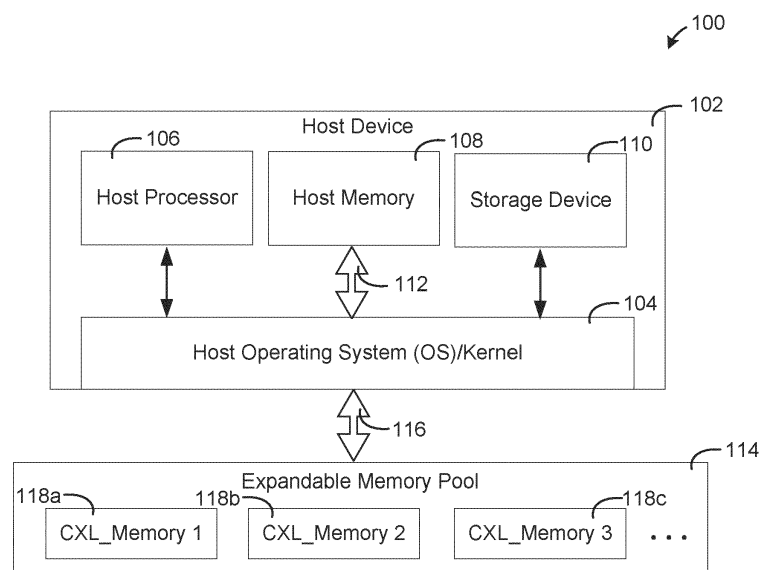 100
102
Host Device
106
108
110
Host Processor
Host Memory
Storage Device
112
104
Host Operating System (OS)/Kernel
116
114
Expandable Memory Pool
118a
118b
118c
CXL_Memory 1
CXL_Memory 2
CXL_Memory 3
...